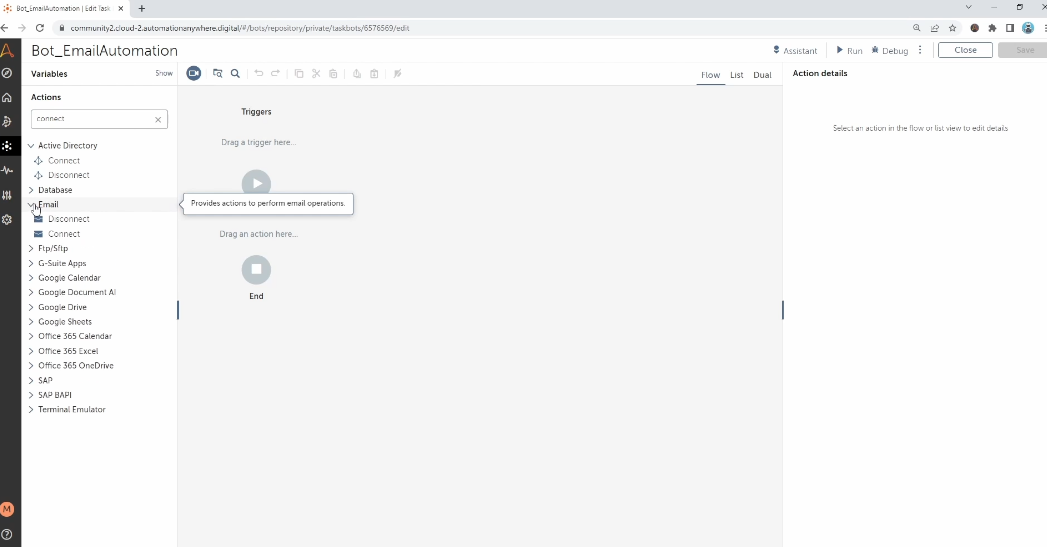 Bot_EmailAutomation | Edit Task
community2.cloud-2.automationanywhere.digital/#/bots/repository/private/taskbots/6576569/edit
Bot_EmailAutomation
Assistant
Run
Debug
Close
Save
Variables
Show
Flow
List
Dual
Action details
Actions
connect
Triggers
Select an action in the flow or list view to edit details
Drag a trigger here...
Active Directory
Connect
Disconnect
Database
Email
Provides actions to perform email operations.
Disconnect
Connect
Drag an action here...
Ftp/Sftp
G-Suite Apps
Google Calendar
Google Document AI
End
Google Drive
Google Sheets
Office 365 Calendar
Office 365 Excel
Office 365 OneDrive
SAP
SAP BAPI
Terminal Emulator
M